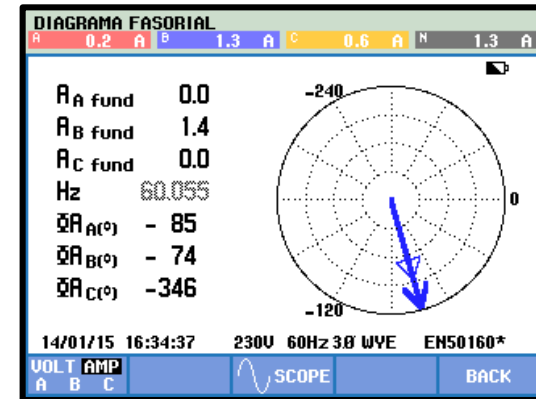 DIAGRAMA FASORIAL
A 0.2 A B 1.3 A C 0.6 A N 1.3 A
A A fund 0.0
A B fund 1.4
A C fund 0.0
Hz 60.055
ΦA A(°) - 85
ΦA B(°) - 74
ΦA C(°) -346
-240
0
-120
14/01/15 16:34:37 230V 60Hz 3Ø WYE EN50160*
VOLT AMP
A B C
SCOPE
BACK